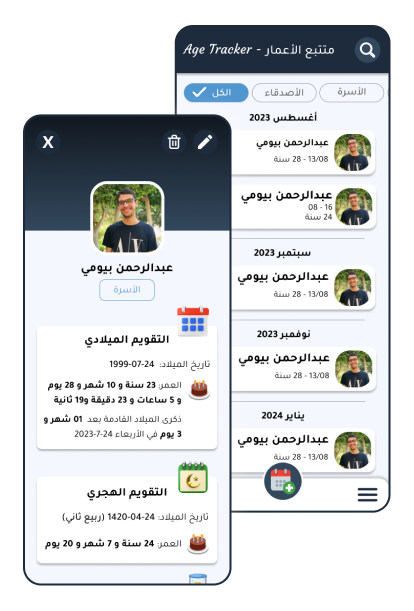 Age Tracker - متتبع الأعمار
الأسرة
الأصدقاء
الكل
أغسطس 2023
عبدالرحمن بيومي
13/08 - 28 سنة
عبدالرحمن بيومي
16 - 08
24 سنة
سبتمبر 2023
عبدالرحمن بيومي
13/08 - 28 سنة
نوفمبر 2023
عبدالرحمن بيومي
13/08 - 28 سنة
يناير 2024
عبدالرحمن بيومي
13/08 - 28 سنة
X
عبدالرحمن بيومي
الأسرة
التقويم الميلادي
تاريخ الميلاد: 24-07-1999
العمر: 23 سنة و 10 شهر و 28 يوم
و 5 ساعات و 23 دقيقة و19 ثانية
ذكرى الميلاد القادمة بعد 01 شهر و
3 يوم في الأربعاء 24-7-2023
التقويم الهجري
تاريخ الميلاد: 24-04-1420 (ربيع ثاني)
العمر: 24 سنة و 7 شهر و 20 يوم